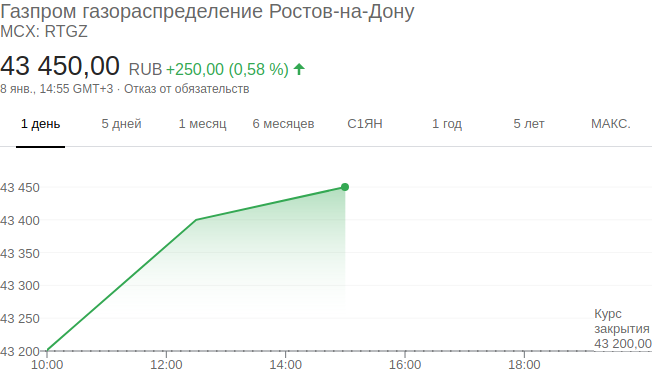 Газпром газораспределение Ростов-на-Дону
MCX: RTGZ
43 450,00 RUB +250,00 (0,58 %)
8 янв., 14:55 GMT+3 · Отказ от обязательств
1 день 5 дней 1 месяц 6 месяцев С1ЯН 1 год 5 лет МАКС.
43 450
43 400
43 350
43 300
43 250
43 200
Курс
закрытия
43 200,00
10:00 12:00 14:00 16:00 18:00